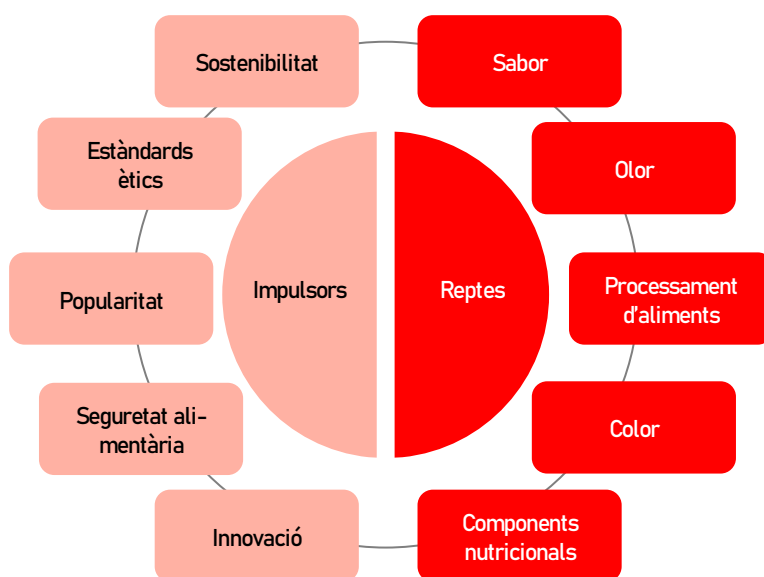 Sostenibilitat
Sabor
Estàndards
ètics
Olor
Popularitat
Impulsors
Reptes
Processament
d'aliments
Seguretat ali-
mentària
Color
Innovació
Components
nutricionals